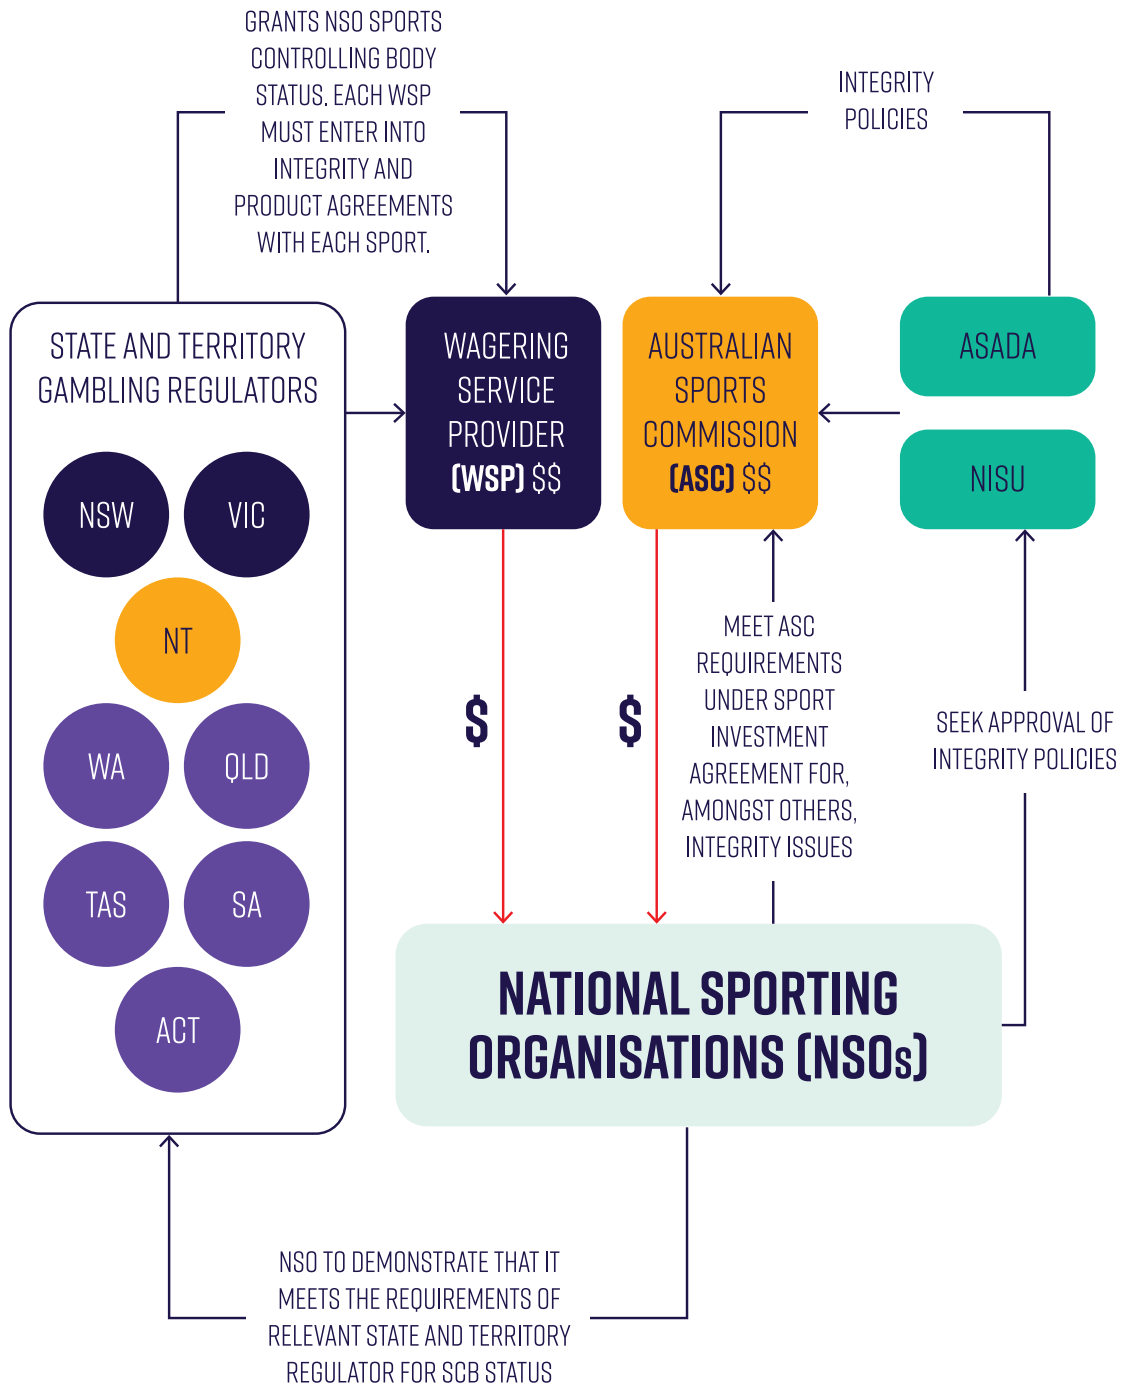 GRANTS NSO SPORTS
CONTROLLING BODY
STATUS. EACH WSP
MUST ENTER INTO
INTEGRITY AND
PRODUCT AGREEMENTS
WITH EACH SPORT.
INTEGRITY
POLICIES
STATE AND TERRITORY
GAMBLING REGULATORS
NSW
VIC
NT
WA
QLD
TAS
SA
ACT
WAGERING
SERVICE
PROVIDER
(WSP) $$
AUSTRALIAN
SPORTS
COMMISSION
(ASC) $$
ASADA
NISU
$
$
MEET ASC
REQUIREMENTS
UNDER SPORT
INVESTMENT
AGREEMENT FOR,
AMONGST OTHERS,
INTEGRITY ISSUES
SEEK APPROVAL OF
INTEGRITY POLICIES
NATIONAL SPORTING
ORGANISATIONS (NSOs)
NSO TO DEMONSTRATE THAT IT
MEETS THE REQUIREMENTS OF
RELEVANT STATE AND TERRITORY
REGULATOR FOR SCB STATUS